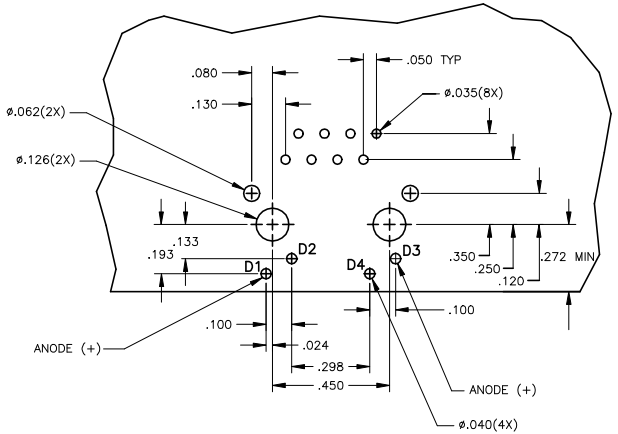 .080
.050 TYP
.130
ø.035(8X)
ø.062(2X)
ø.126(2X)
.133
.193
D2
D3
.350
.272 MIN
D1
D4
.250
.120
.100
.100
ANODE (+)
.024
.298
.450
ANODE (+)
ø.040(4X)